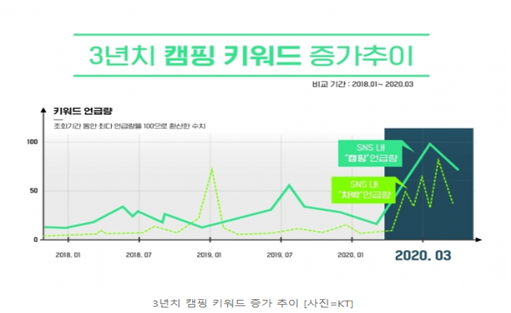 3년치 캠핑 키워드 증가추이
비교 기간 : 2018.01~ 2020.03
키워드 언급량
조회기간 동안 최다 언급량을 100으로 환산한 수치
100
SNS 내
"캠핑"언급량
SNS 내
"차박"언급량
50
0
2018. 01
2018. 07
2019. 01
2019. 07
2020. 01
2020. 03
3년치 캠핑 키워드 증가 추이 [사진=KT]